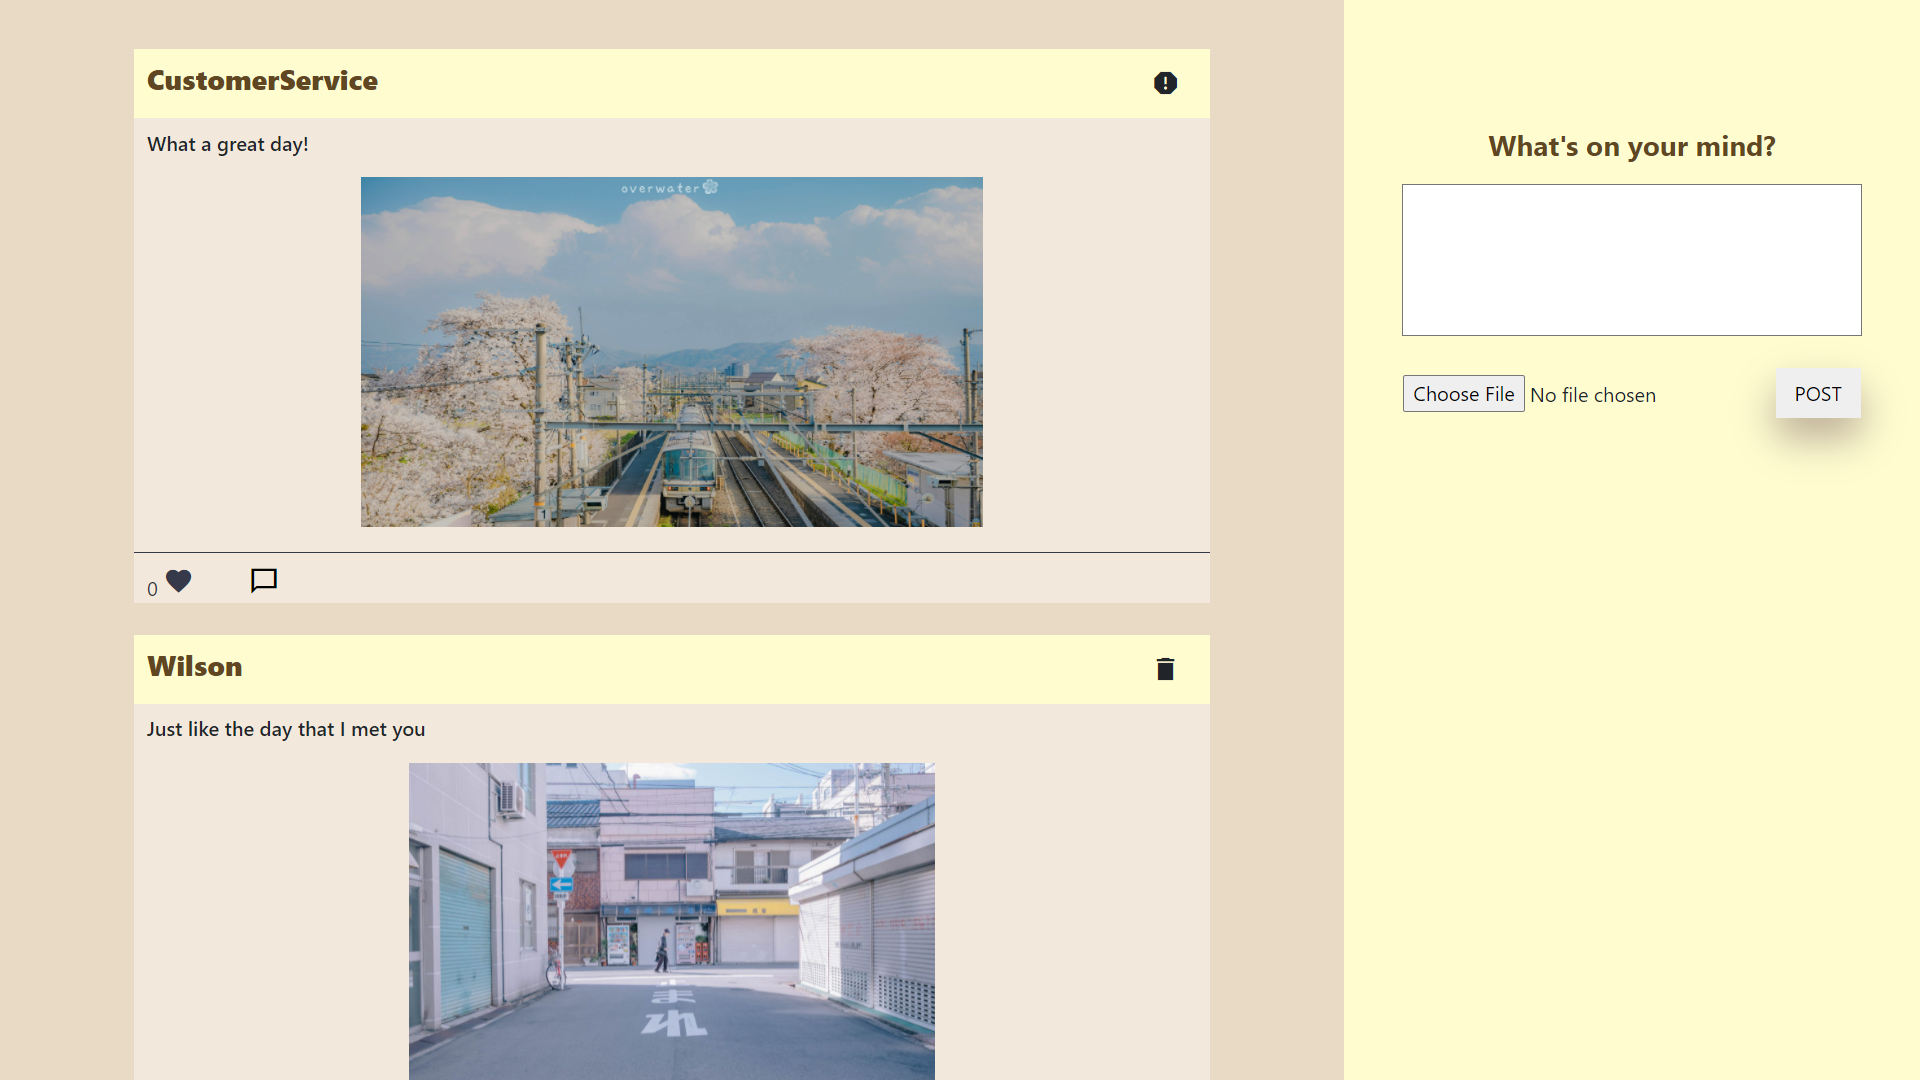 CustomerService
What a great day!
overwater
1
0
Wilson
Just like the day that I met you
まれ
What's on your mind?
Choose File No file chosen
POST